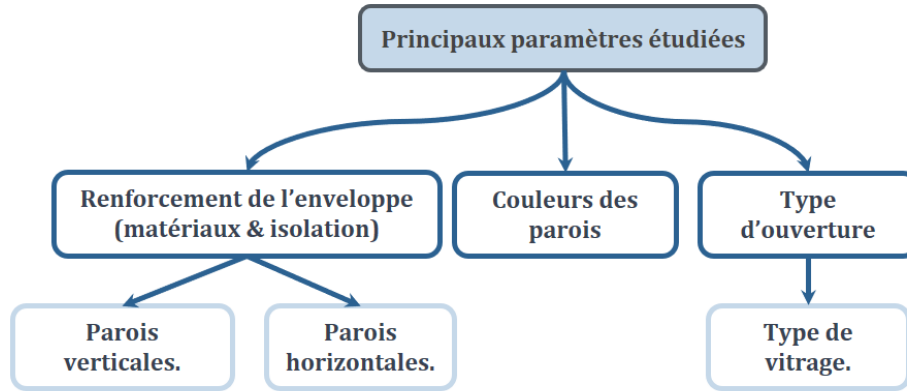 Principaux paramètres étudiées
Renforcement de l’enveloppe
(matériaux & isolation)
Couleurs des
parois
Type
d’ouverture
Parois
verticales.
Parois
horizontales.
Type de
vitrage.